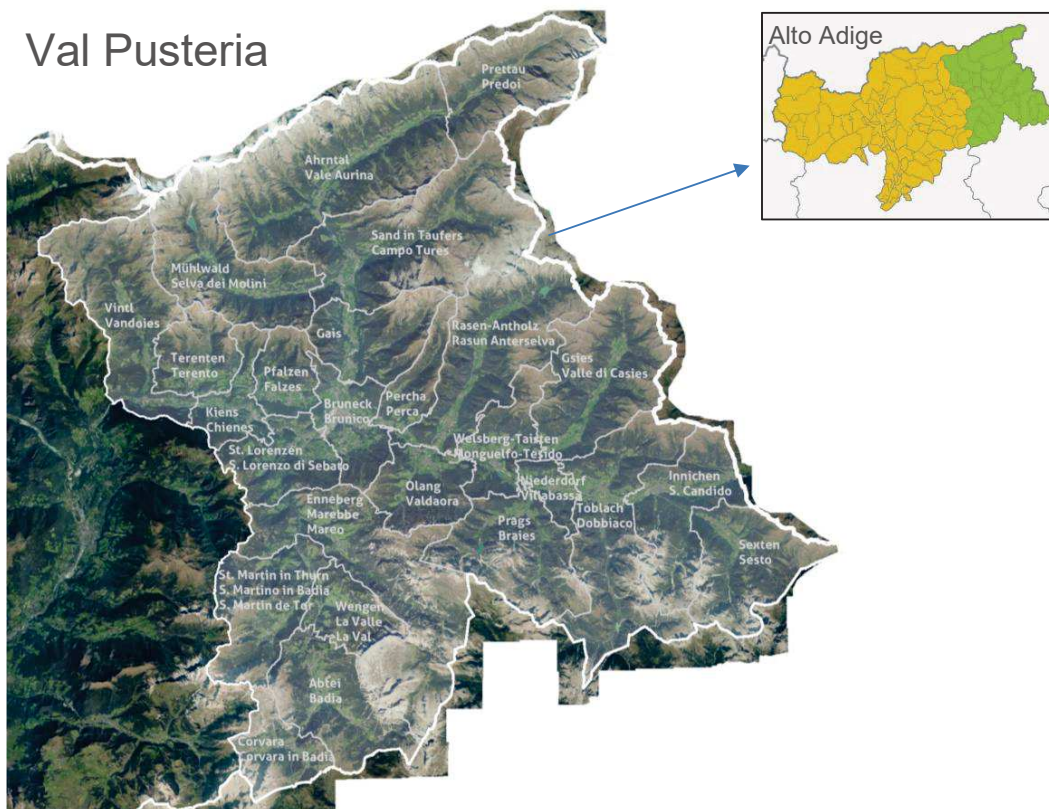 Val Pusteria
Alto Adige
Prettau
Predoi
Ahrntal
Vale Aurina
Sand in Taufers
Campo Tures
Mühlwald
Selva dei Molini
Vintl
Vandoies
Gais
Rasen-Antholz
Rasun Anterselva
Gsies
Valle di Casies
Terenten
Terento
Pfalzen
Falzes
Percha
Perca
Kiens
Chienes
Bruneck
Brunico
St. Lorenzen
S. Lorenzo di Sebato
Welsberg-Taisten
Monguelfo-Tesido
Olang
Valdaora
Niederdorf
Villabassa
Innichen
S. Candido
Enneberg
Marebbe
Mareo
Toblach
Dobbiaco
Prags
Braies
Sexten
Sesto
St. Martin in Thurn
S. Martino in Badia
S. Martin de Tor
Wengen
La Valle
La Val
Abtei
Badia
Corvara
Corvara in Badia